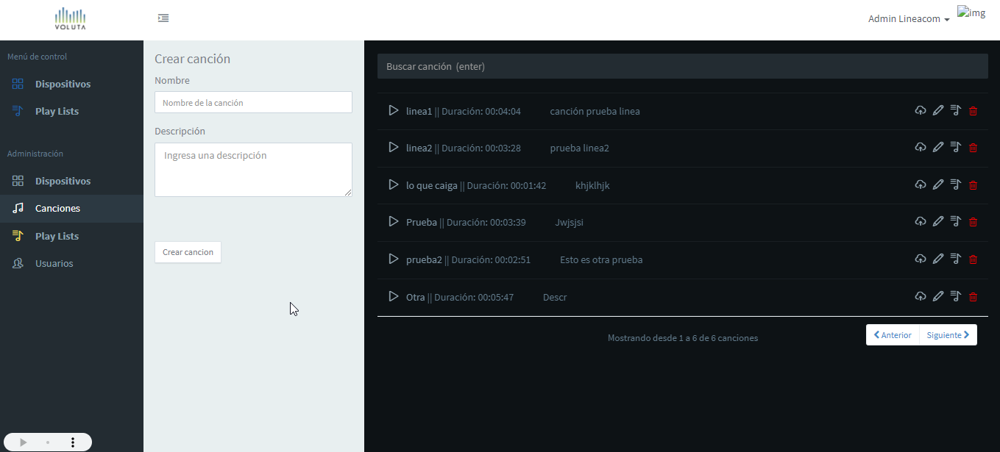 VOLUTA
Admin Lineacom
img
Menú de control
Dispositivos
Play Lists
Administración
Dispositivos
Canciones
Play Lists
Usuarios
Crear canción
Nombre
Nombre de la canción
Descripción
Ingresa una descripción
Crear cancion
Buscar canción (enter)
linea1 || Duración: 00:04:04 canción prueba linea
linea2 || Duración: 00:03:28 prueba linea2
lo que caiga || Duración: 00:01:42 khjklhjk
Prueba || Duración: 00:03:39 Jwjsjsi
prueba2 || Duración: 00:02:51 Esto es otra prueba
Otra || Duración: 00:05:47 Descr
Mostrando desde 1 a 6 de 6 canciones
Anterior Siguiente